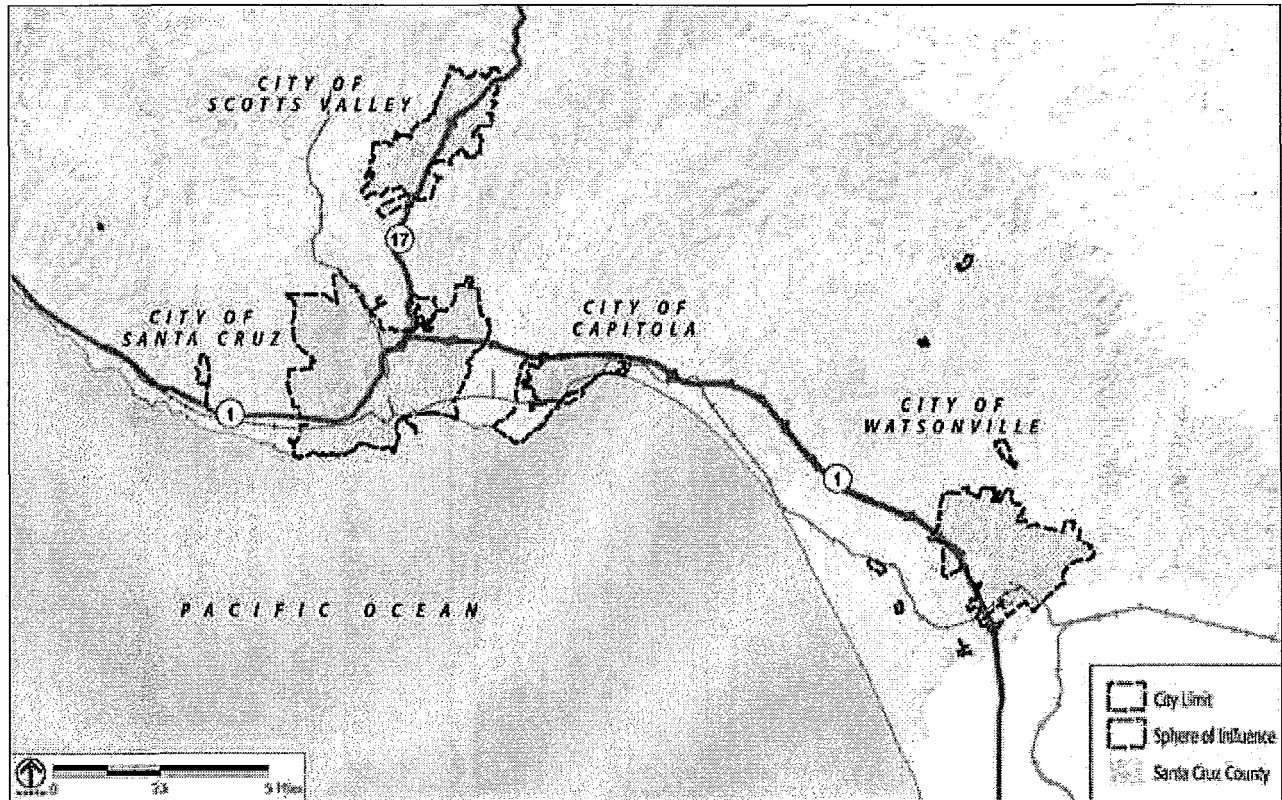 CITY OF
SCOTTS VALLEY
17
CITY OF
SANTA CRUZ
CITY OF
CAPITOLA
1
CITY OF
WATSONVILLE
1
PACIFIC OCEAN
City Limit
Sphere of Influence
Santa Cruz County
0
5 Miles